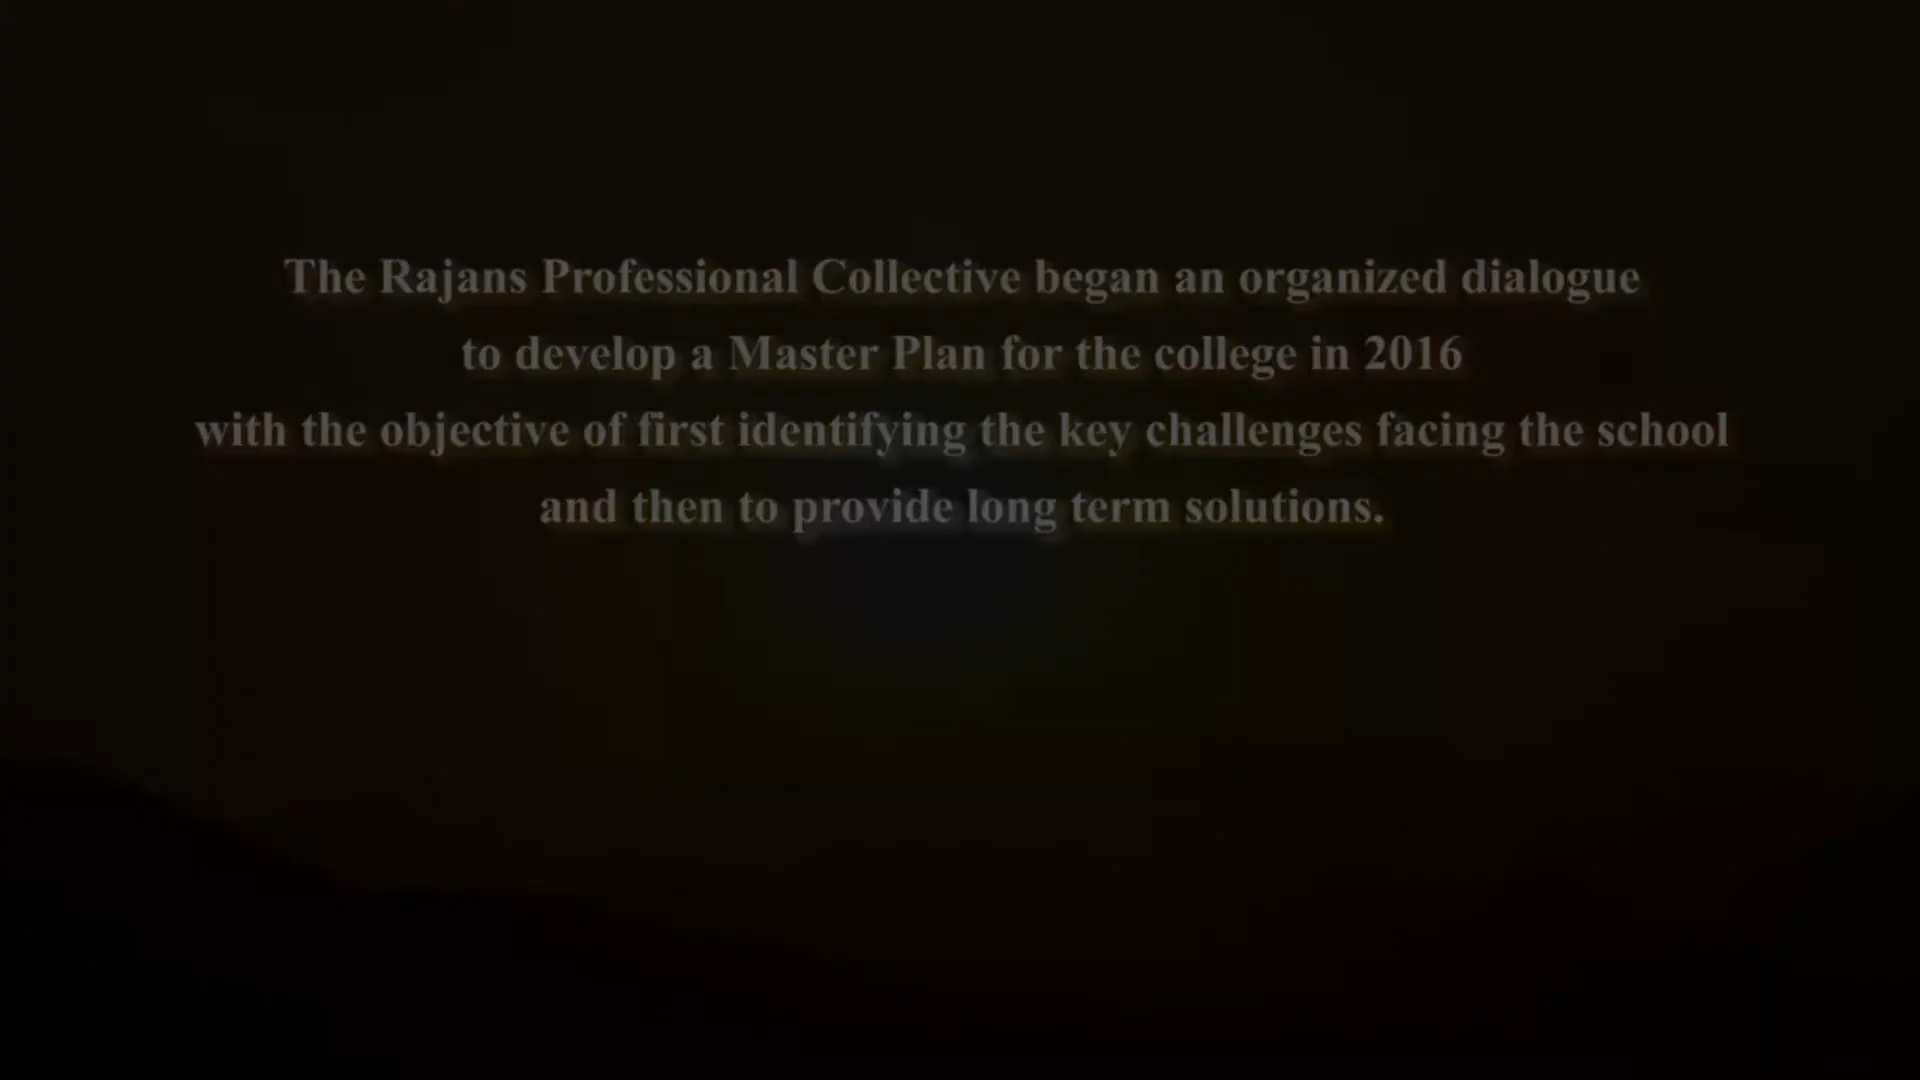 The Rajans Professional Collective began an organized dialogue
to develop a Master Plan for the college in 2016
with the objective of first identifying the key challenges facing the school
and then to provide long term solutions.